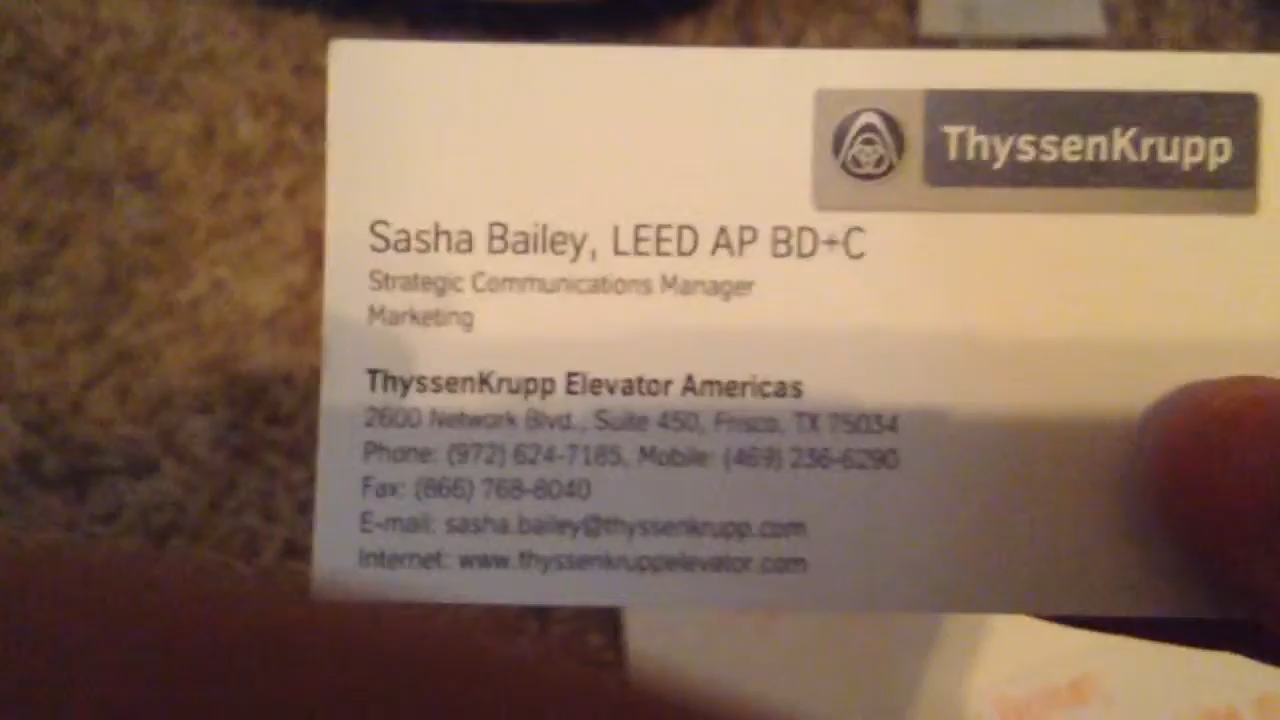 ThyssenKrupp
Sasha Bailey, LEED AP BD+C
Strategic Communications Manager
Marketing
ThyssenKrupp Elevator Americas
2600 Network Blvd., Suite 450, Frisco, TX 75034
Phone: (972) 624-7185, Mobile: (469) 236-6290
Fax: (866) 768-8040
E-mail: sasha.bailey@thyssenkrupp.com
Internet: www.thyssenkruppelevator.com